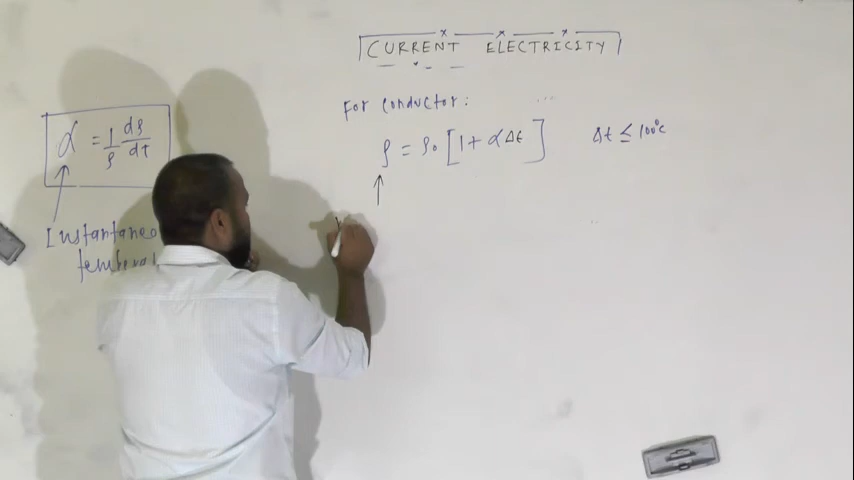 CURRENT ELECTRICITY
For conductor:
ρ = ρ₀ [1 + α Δt] Δt ≤ 100°c
α = 1/ρ dρ/dt
Instantaneo
tempera